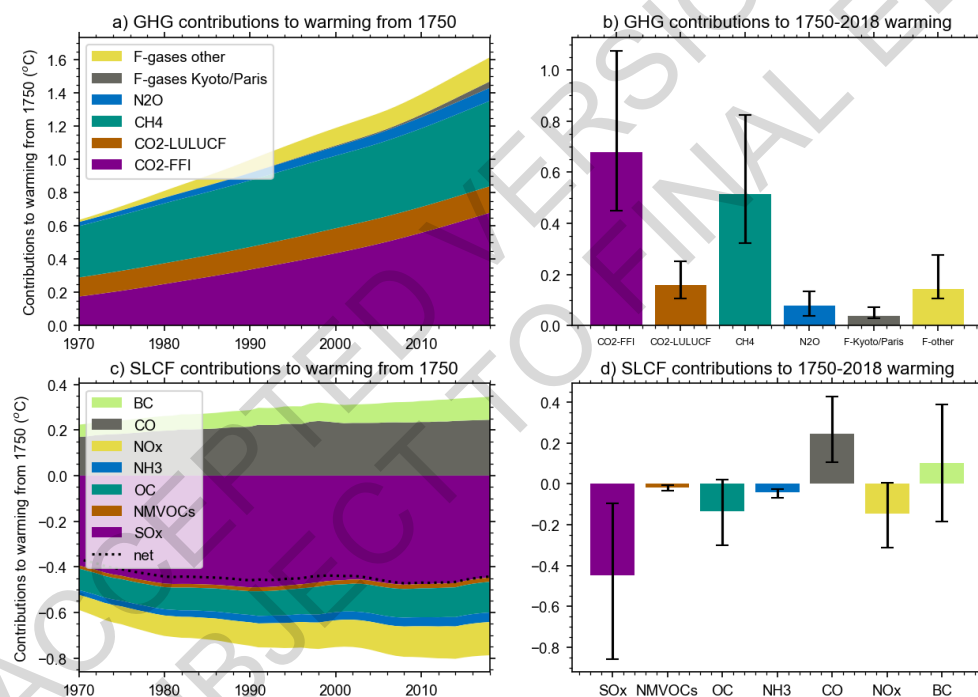 a) GHG contributions to warming from 1750
Contributions to warming from 1750 (°C)
1.6
1.4
1.2
1.0
0.8
0.6
0.4
0.2
0.0
F-gases other
F-gases Kyoto/Paris
N2O
CH4
CO2-LULUCF
CO2-FFI
1970 1980 1990 2000 2010
b) GHG contributions to 1750-2018 warming
1.0
0.8
0.6
0.4
0.2
0.0
CO2-FFI CO2-LULUCF CH4 N2O F-Kyoto/Paris F-other
c) SLCF contributions to warming from 1750
Contributions to warming from 1750 (°C)
0.4
0.2
0.0
−0.2
−0.4
−0.6
−0.8
BC
CO
NOx
NH3
OC
NMVOCs
SOx
net
1970 1980 1990 2000 2010
d) SLCF contributions to 1750-2018 warming
0.4
0.2
0.0
−0.2
−0.4
−0.6
−0.8
SOx NMVOCs OC NH3 CO NOx BC
ACCEPTED VERSION
SUBJECT TO FINAL